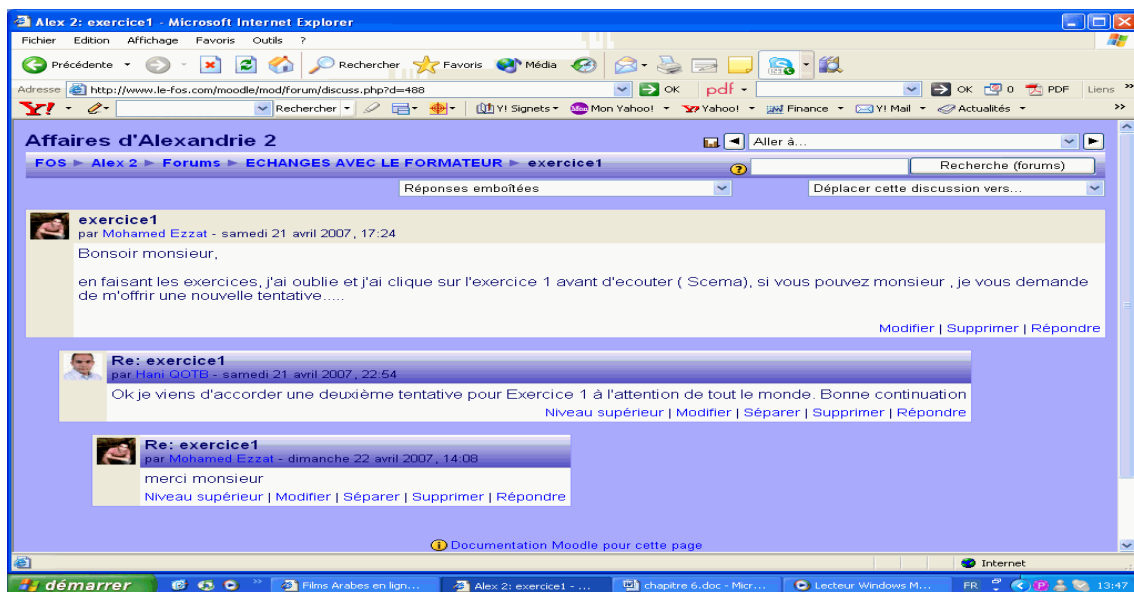 Alex 2: exercice1 - Microsoft Internet Explorer
Fichier Edition Affichage Favoris Outils ?
Précédente Rechercher Favoris Média
Adresse http://www.le-fos.com/moodle/mod/forum/discuss.php?d=488 OK pdf OK 0 PDF Liens »
Y! Rechercher Y! Signets Mon Yahoo! Yahoo! Finance Y! Mail Actualités »
Affaires d'Alexandrie 2 Aller à...
FOS ► Alex 2 ► Forums ► ECHANGES AVEC LE FORMATEUR ► exercice1 ? Recherche (forums)
Réponses emboîtées Déplacer cette discussion vers...
exercice1
par Mohamed Ezzat - samedi 21 avril 2007, 17:24
Bonsoir monsieur,
en faisant les exercices, j'ai oublie et j'ai clique sur l'exercice 1 avant d'ecouter ( Scema), si vous pouvez monsieur , je vous demande
de m'offrir une nouvelle tentative.....
Modifier | Supprimer | Répondre
Re: exercice1
par Hani QOTB - samedi 21 avril 2007, 22:54
Ok je viens d'accorder une deuxième tentative pour Exercice 1 à l'attention de tout le monde. Bonne continuation
Niveau supérieur | Modifier | Séparer | Supprimer | Répondre
Re: exercice1
par Mohamed Ezzat - dimanche 22 avril 2007, 14:08
merci monsieur
Niveau supérieur | Modifier | Séparer | Supprimer | Répondre
Documentation Moodle pour cette page
Internet
démarrer » Films Arabes en lign... Alex 2: exercice1 - ... chapitre 6.doc - Micr... Lecteur Windows M... FR 13:47